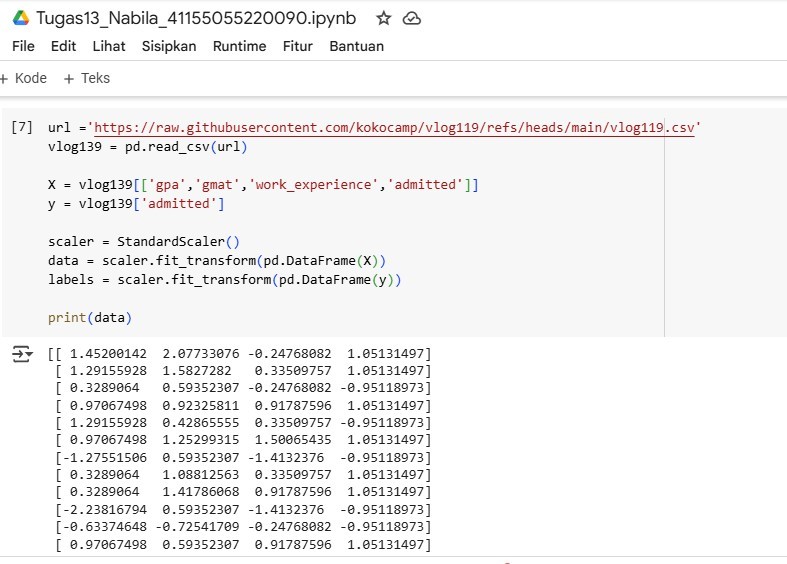 Tugas13_Nabila_41155055220090.ipynb
File Edit Lihat Sisipkan Runtime Fitur Bantuan
+ Kode + Teks
[7] url ='https://raw.githubusercontent.com/kokocamp/vlog119/refs/heads/main/vlog119.csv'
vlog139 = pd.read_csv(url)
X = vlog139[['gpa','gmat','work_experience','admitted']]
y = vlog139['admitted']
scaler = StandardScaler()
data = scaler.fit_transform(pd.DataFrame(X))
labels = scaler.fit_transform(pd.DataFrame(y))
print(data)
[[ 1.45200142  2.07733076 -0.24768082  1.05131497]
[ 1.29155928  1.5827282   0.33509757  1.05131497]
[ 0.3289064   0.59352307 -0.24768082 -0.95118973]
[ 0.97067498  0.92325811  0.91787596  1.05131497]
[ 1.29155928  0.42865555  0.33509757 -0.95118973]
[ 0.97067498  1.25299315  1.50065435  1.05131497]
[-1.27551506  0.59352307 -1.4132376  -0.95118973]
[ 0.3289064   1.08812563  0.33509757  1.05131497]
[ 0.3289064   1.41786068  0.91787596  1.05131497]
[-2.23816794  0.59352307 -1.4132376  -0.95118973]
[-0.63374648 -0.72541709 -0.24768082 -0.95118973]
[ 0.97067498  0.59352307  0.91787596  1.05131497]